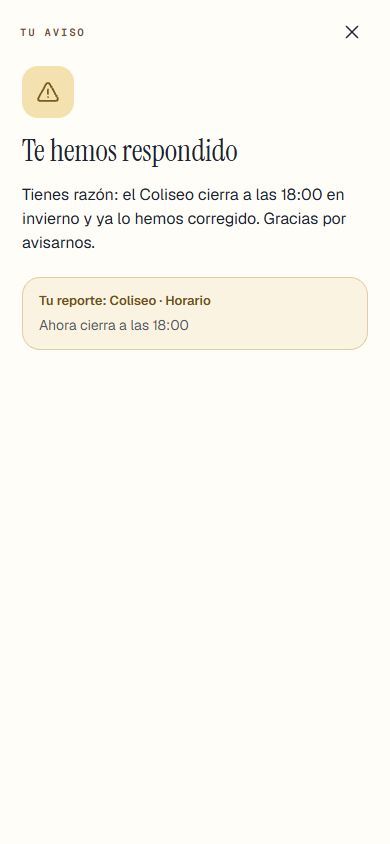 TU AVISO
Te hemos respondido
Tienes razón: el Coliseo cierra a las 18:00 en
invierno y ya lo hemos corregido. Gracias por
avisarnos.
Tu reporte: Coliseo · Horario
Ahora cierra a las 18:00